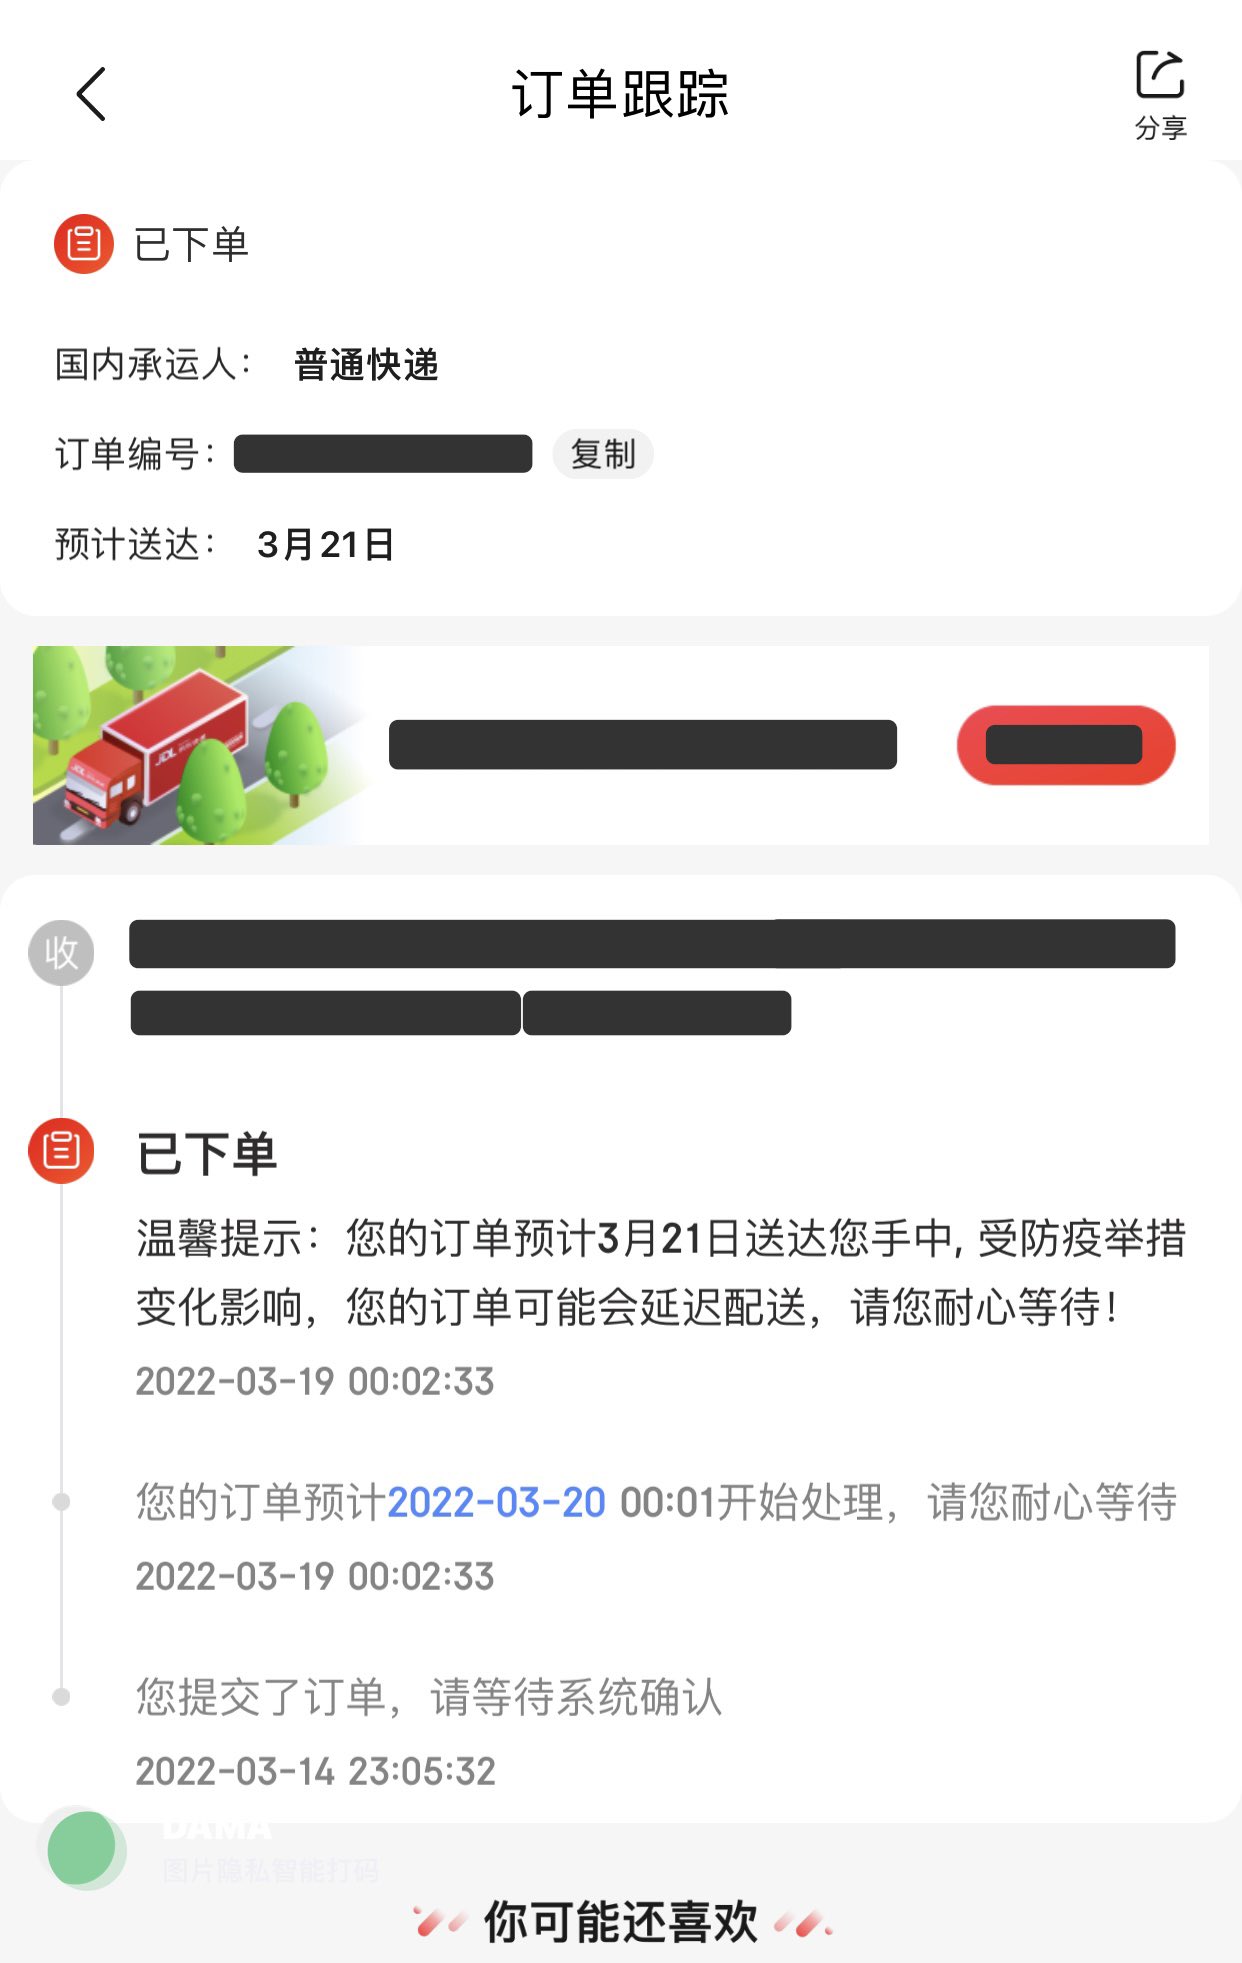 订单跟踪
分享
已下单
国内承运人： 普通快递
订单编号：
复制
预计送达： 3月21日
JDL
JDL
收
已下单
温馨提示：您的订单预计3月21日送达您手中, 受防疫举措
变化影响，您的订单可能会延迟配送，请您耐心等待！
2022-03-19 00:02:33
您的订单预计2022-03-20 00:01开始处理，请您耐心等待
2022-03-19 00:02:33
您提交了订单，请等待系统确认
2022-03-14 23:05:32
DAMA
图片隐私智能打码
你可能还喜欢